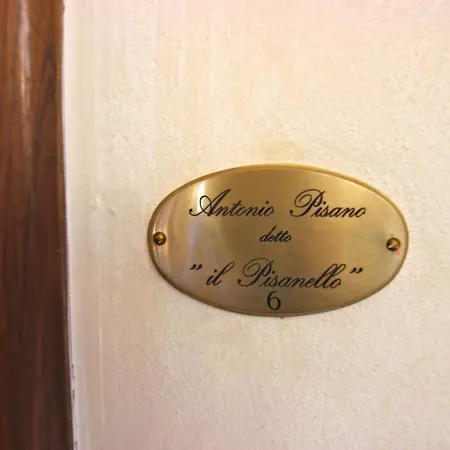 Antonio Pisano
detto
"il Pisanello"
6